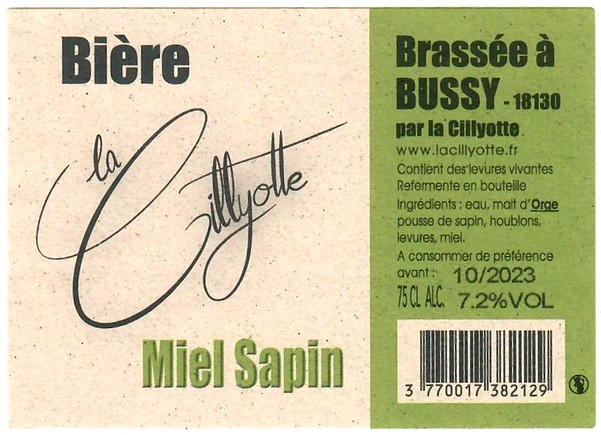 Bière
la
Cillyotte
Miel Sapin
Brassée à
BUSSY - 18130
par la Cillyotte
www.lacillyotte.fr
Contient des levures vivantes
Refermente en bouteille
Ingrédients : eau, malt d'Orge
pousse de sapin, houblons,
levures, miel.
A consommer de préférence
avant : 10/2023
75 CL ALC. 7.2%VOL
3 770017 382129